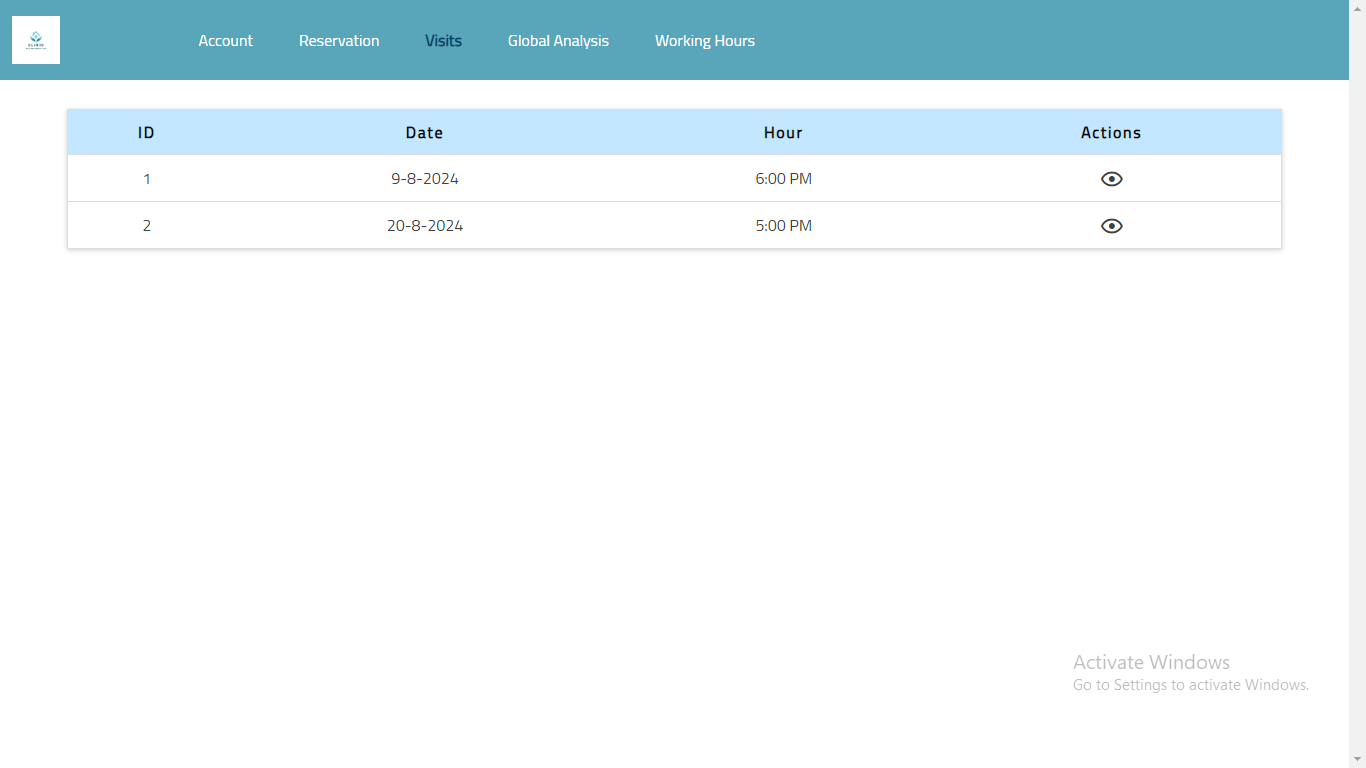 CLINIC
Account Reservation Visits Global Analysis Working Hours
ID Date Hour Actions
1 9-8-2024 6:00 PM
2 20-8-2024 5:00 PM
Activate Windows
Go to Settings to activate Windows.